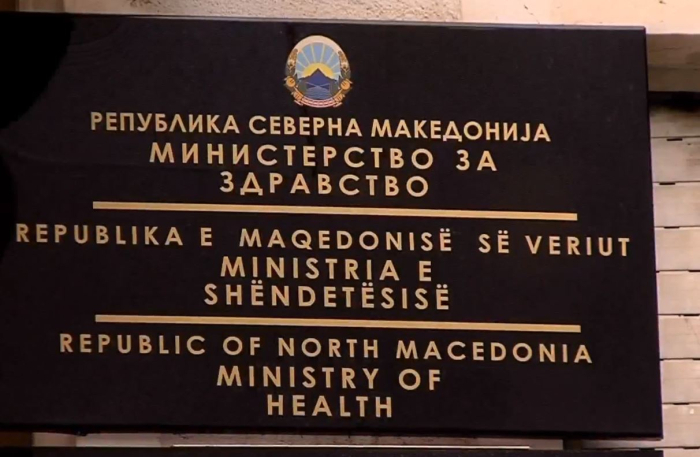 РЕПУБЛИКА СЕВЕРНА МАКЕДОНИЈА
МИНИСТЕРСТВО ЗА
ЗДРАВСТВО
REPUBLIKA E MAQEDONISË SË VERIUT
MINISTRIA E
SHËNDETËSISË
REPUBLIC OF NORTH MACEDONIA
MINISTRY OF
HEALTH